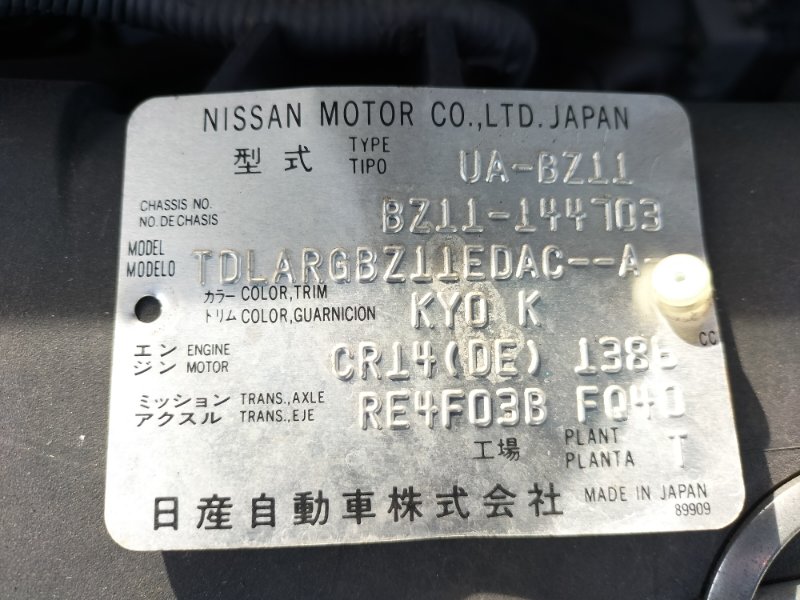 NISSAN MOTOR CO.,LTD. JAPAN
型式 TYPE TIPO UA-BZ11
CHASSIS NO. NO. DE CHASIS BZ11-144703
MODEL MODELO TDLARGBZ11EDAC--A-
カラー COLOR,TRIM
トリム COLOR,GUARNICION KY0 K
エンジン ENGINE MOTOR CR14(DE) 1386 CC
ミッション TRANS.,AXLE
アクスル TRANS.,EJE RE4F03B FQ40
工場 PLANT PLANTA T
日産自動車株式会社 MADE IN JAPAN
89909